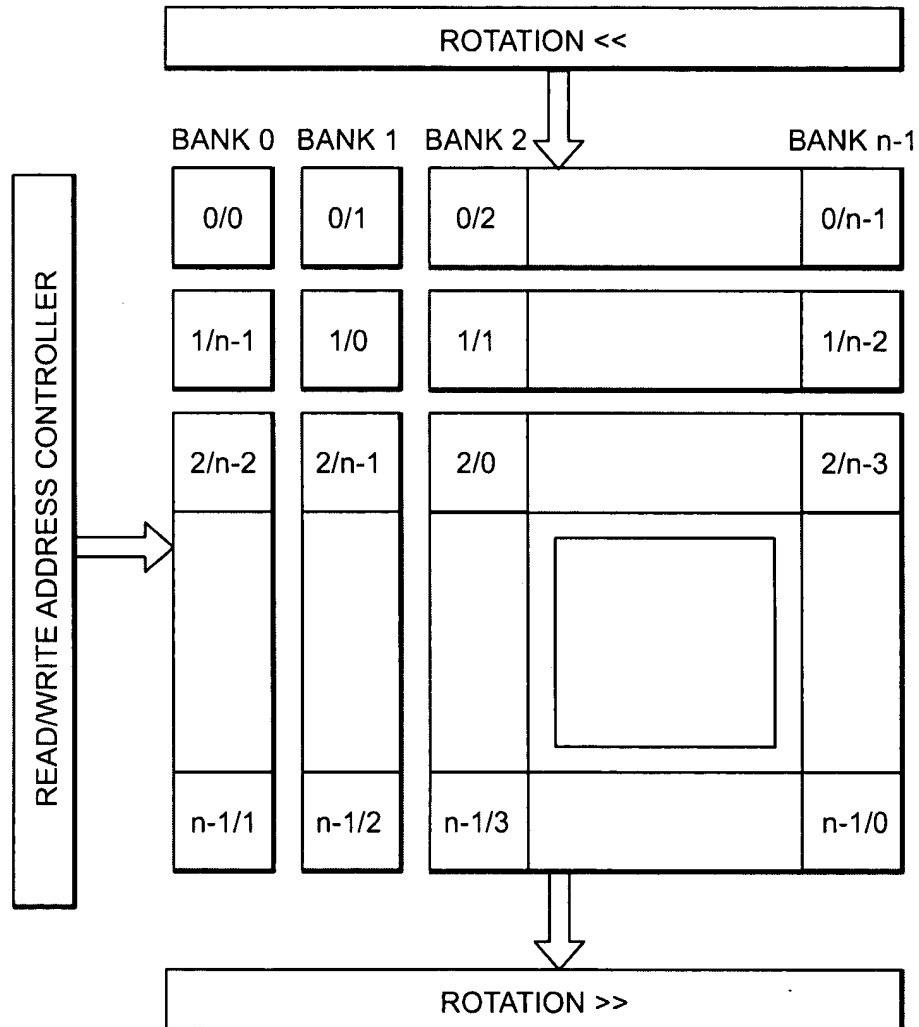 ROTATION <<
BANK 0 BANK 1 BANK 2 BANK n-1
0/0 0/1 0/2 0/n-1
READ/WRITE ADDRESS CONTROLLER
1/n-1 1/0 1/1 1/n-2
2/n-2 2/n-1 2/0 2/n-3
n-1/1 n-1/2 n-1/3 n-1/0
ROTATION >>